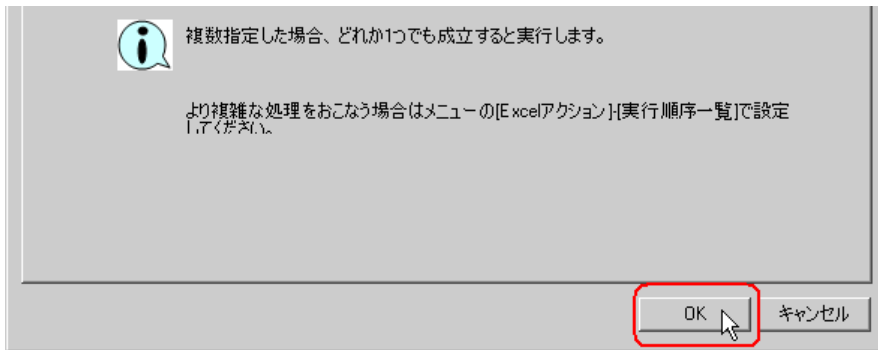 複数指定した場合、どれか1つでも成立すると実行します。
より複雑な処理をおこなう場合はメニューの[Excelアクション]-[実行順序一覧]で設定
してください。
OK
キャンセル